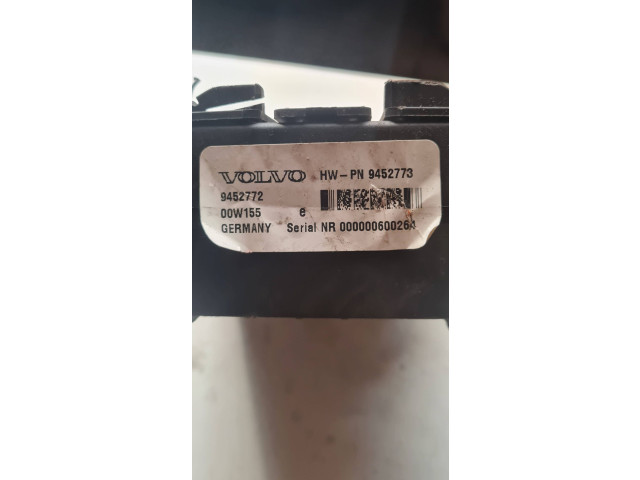 VOLVO HW-PN 9452773
9452772
00W155 e
GERMANY Serial NR 000000600264